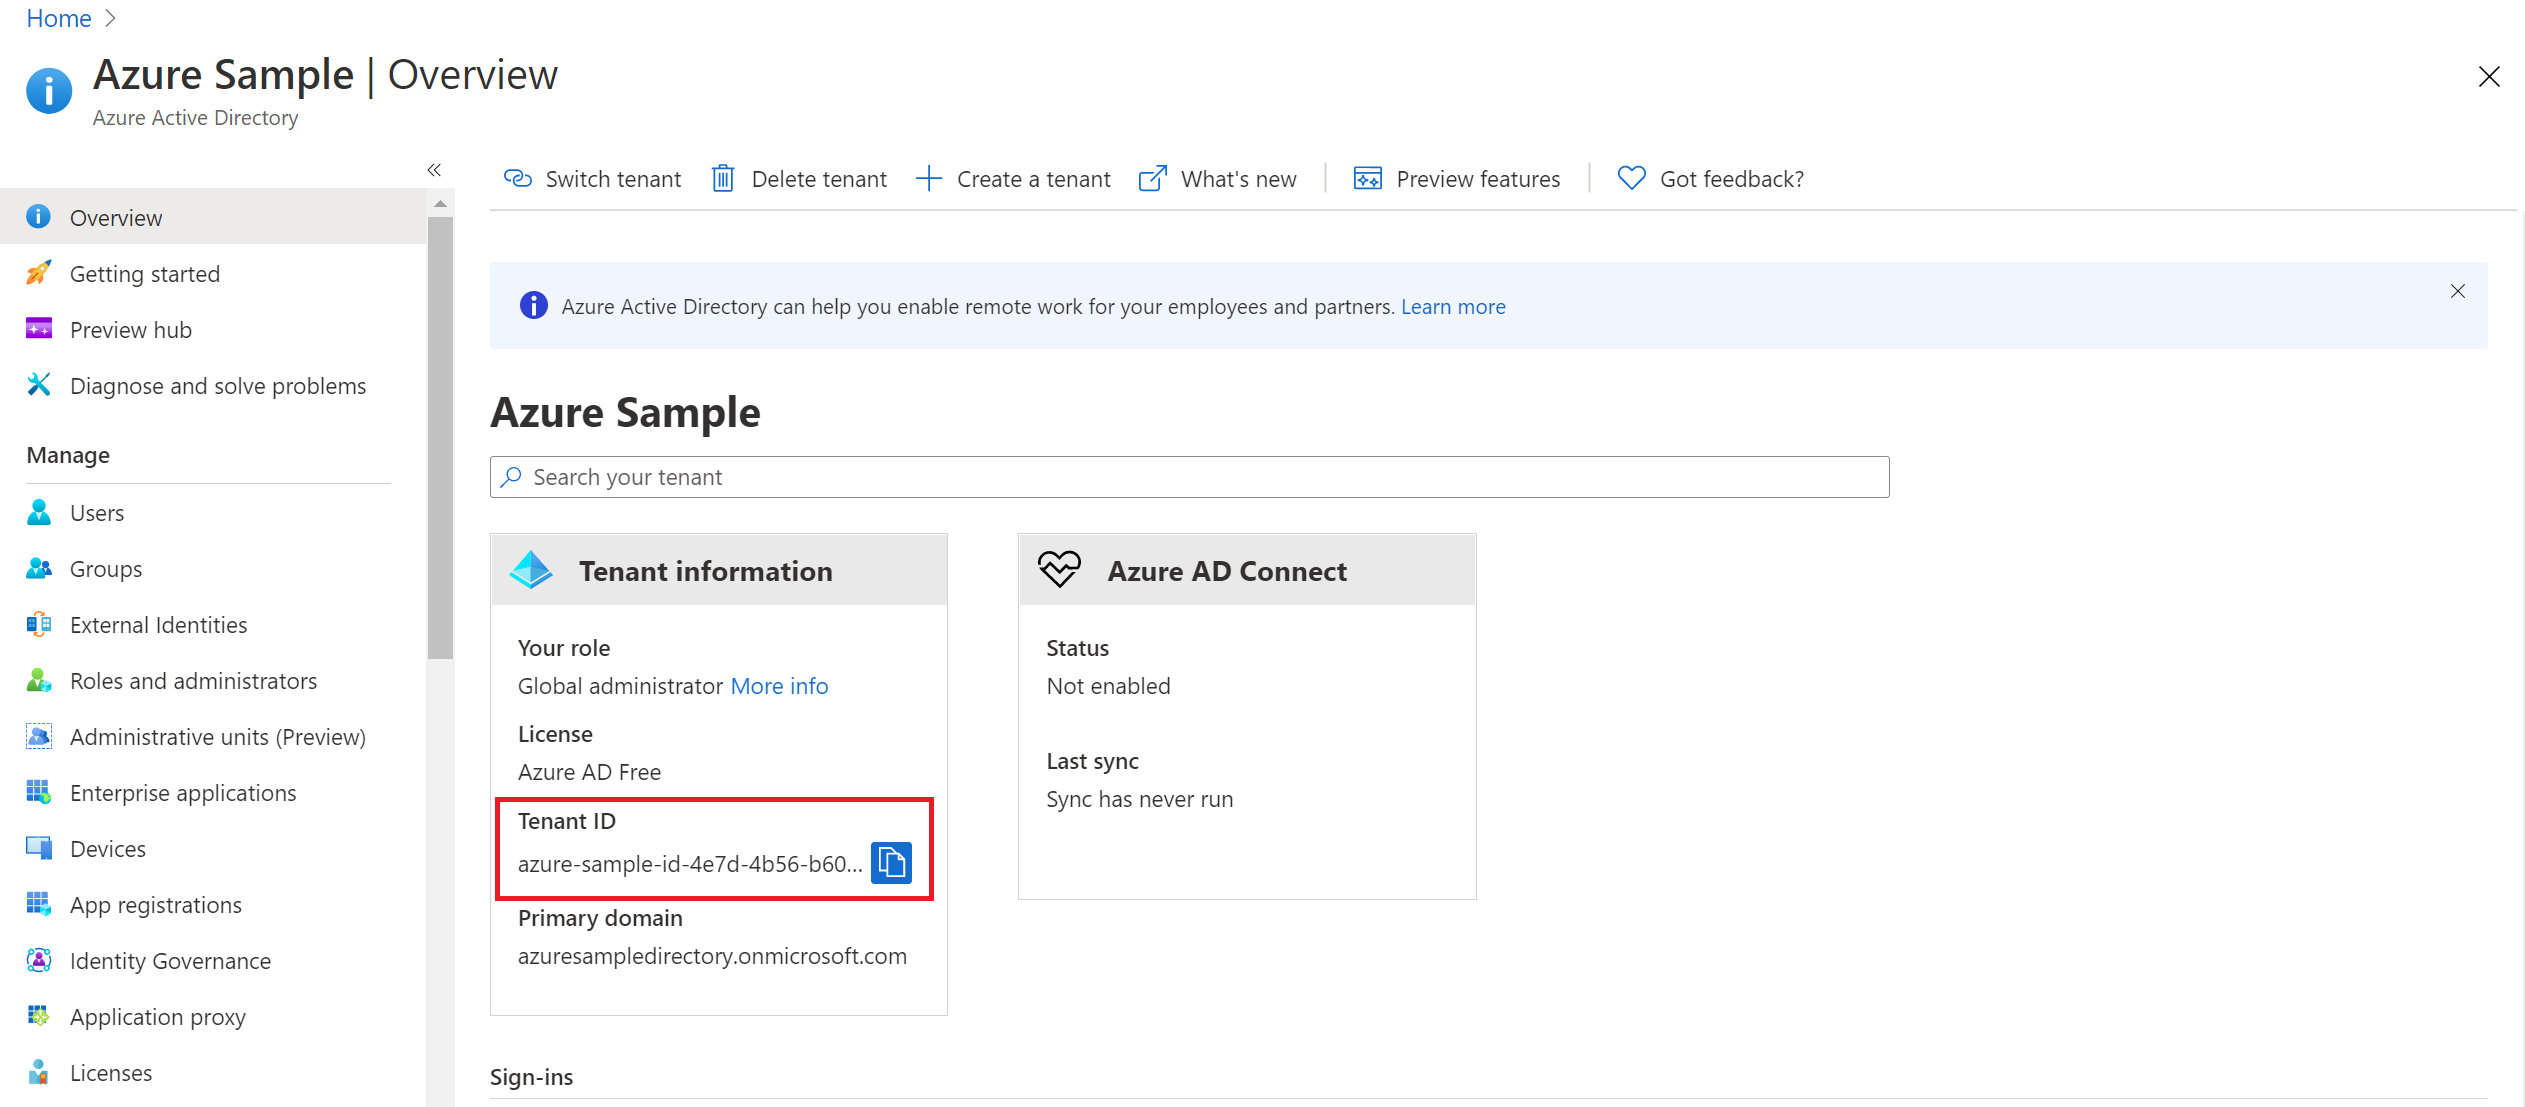 Home
Azure Sample | Overview
Azure Active Directory
Switch tenant
Delete tenant
Create a tenant
What's new
Preview features
Got feedback?
Overview
Getting started
Preview hub
Diagnose and solve problems
Manage
Users
Groups
External Identities
Roles and administrators
Administrative units (Preview)
Enterprise applications
Devices
App registrations
Identity Governance
Application proxy
Licenses
Azure Active Directory can help you enable remote work for your employees and partners. Learn more
Azure Sample
Search your tenant
Tenant information
Your role
Global administrator More info
License
Azure AD Free
Tenant ID
azure-sample-id-4e7d-4b56-b60...
Primary domain
azuresampledirectory.onmicrosoft.com
Azure AD Connect
Status
Not enabled
Last sync
Sync has never run
Sign-ins